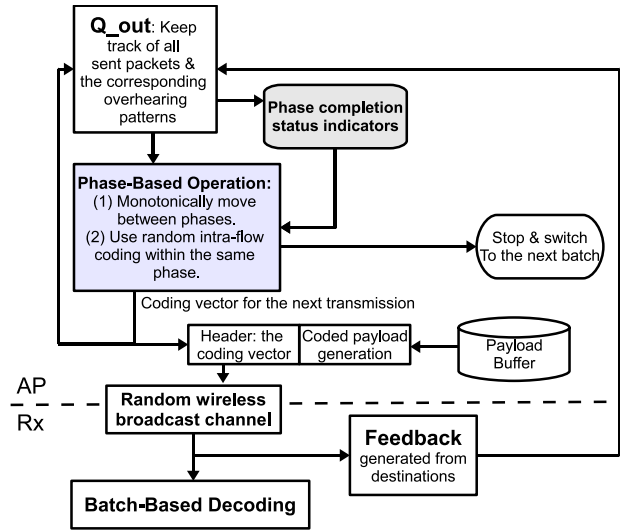 Q_out: Keep
track of all
sent packets &
the corresponding
overhearing
patterns
Phase completion
status indicators
Phase-Based Operation:
(1) Monotonically move
between phases.
(2) Use random intra-flow
coding within the same
phase.
Stop & switch
To the next batch
Coding vector for the next transmission
Header: the
coding vector
Coded payload
generation
Payload
Buffer
AP
Rx
Random wireless
broadcast channel
Feedback
generated from
destinations
Batch-Based Decoding